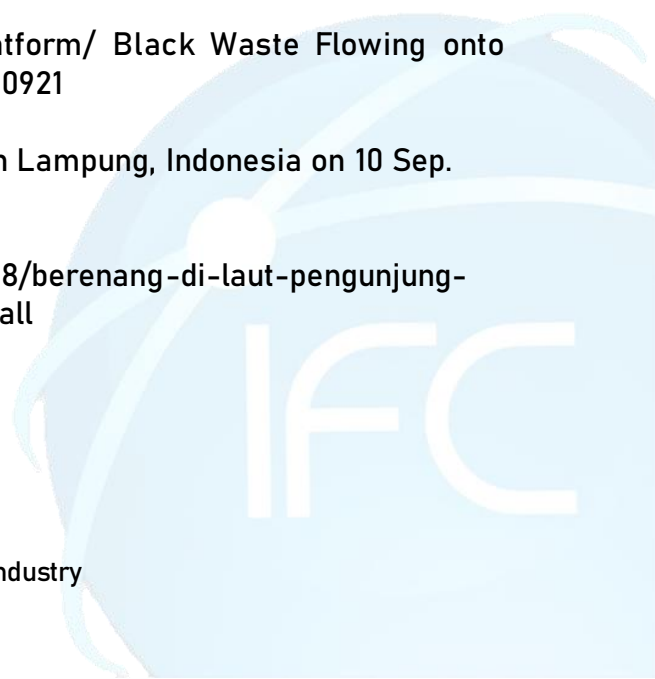 atform/ Black Waste Flowing onto
0921
n Lampung, Indonesia on 10 Sep.
8/berenang-di-laut-pengunjung-
all
IFC
ndustry